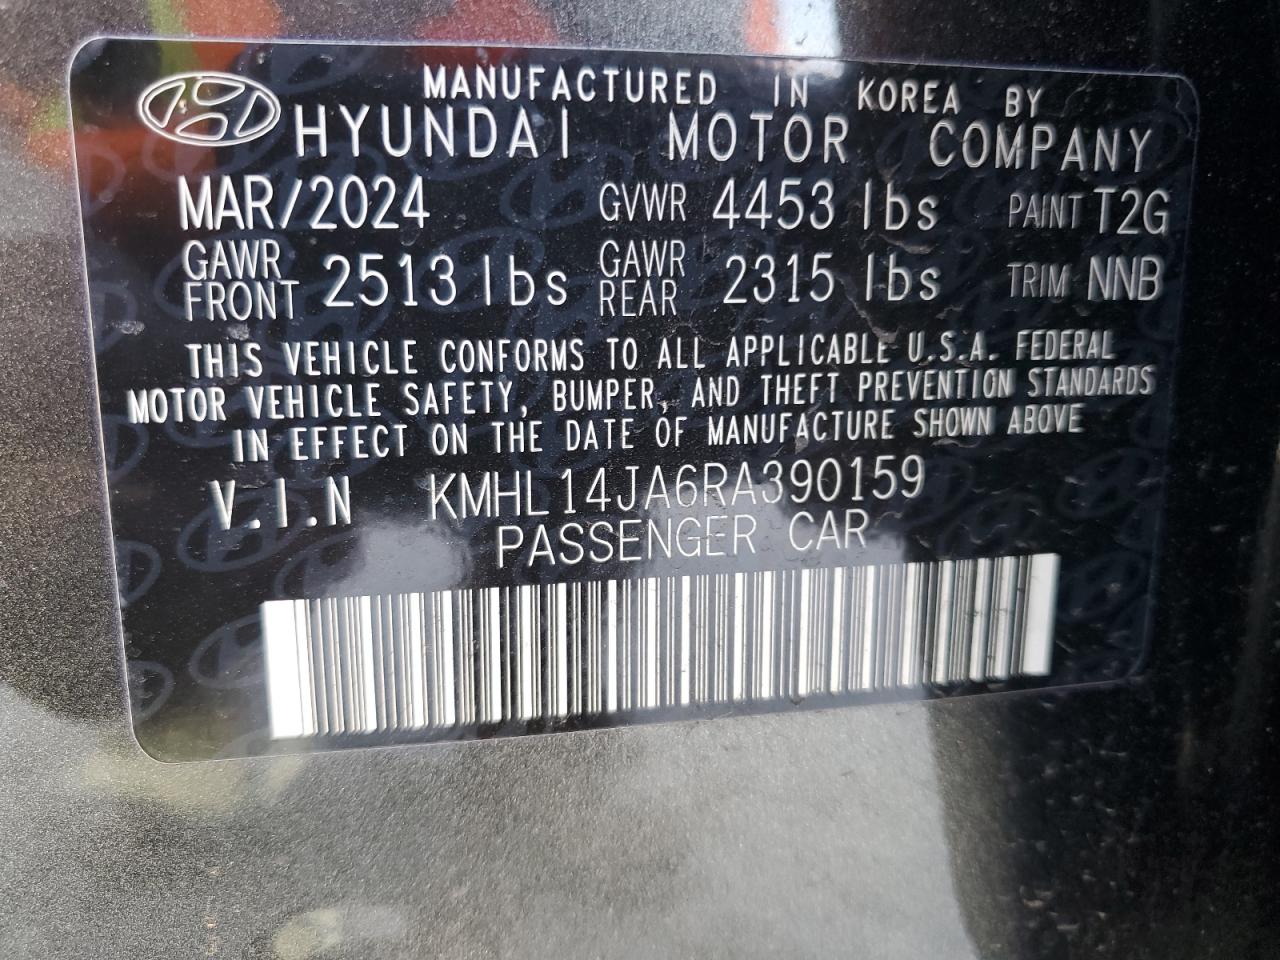 MANUFACTURED IN KOREA BY
HYUNDAI MOTOR COMPANY
MAR/2024 GVWR 4453 lbs PAINT T2G
GAWR FRONT 2513 lbs GAWR REAR 2315 lbs TRIM NNB
THIS VEHICLE CONFORMS TO ALL APPLICABLE U.S.A. FEDERAL
MOTOR VEHICLE SAFETY, BUMPER, AND THEFT PREVENTION STANDARDS
IN EFFECT ON THE DATE OF MANUFACTURE SHOWN ABOVE
V.I.N KMHL14JA6RA390159
PASSENGER CAR